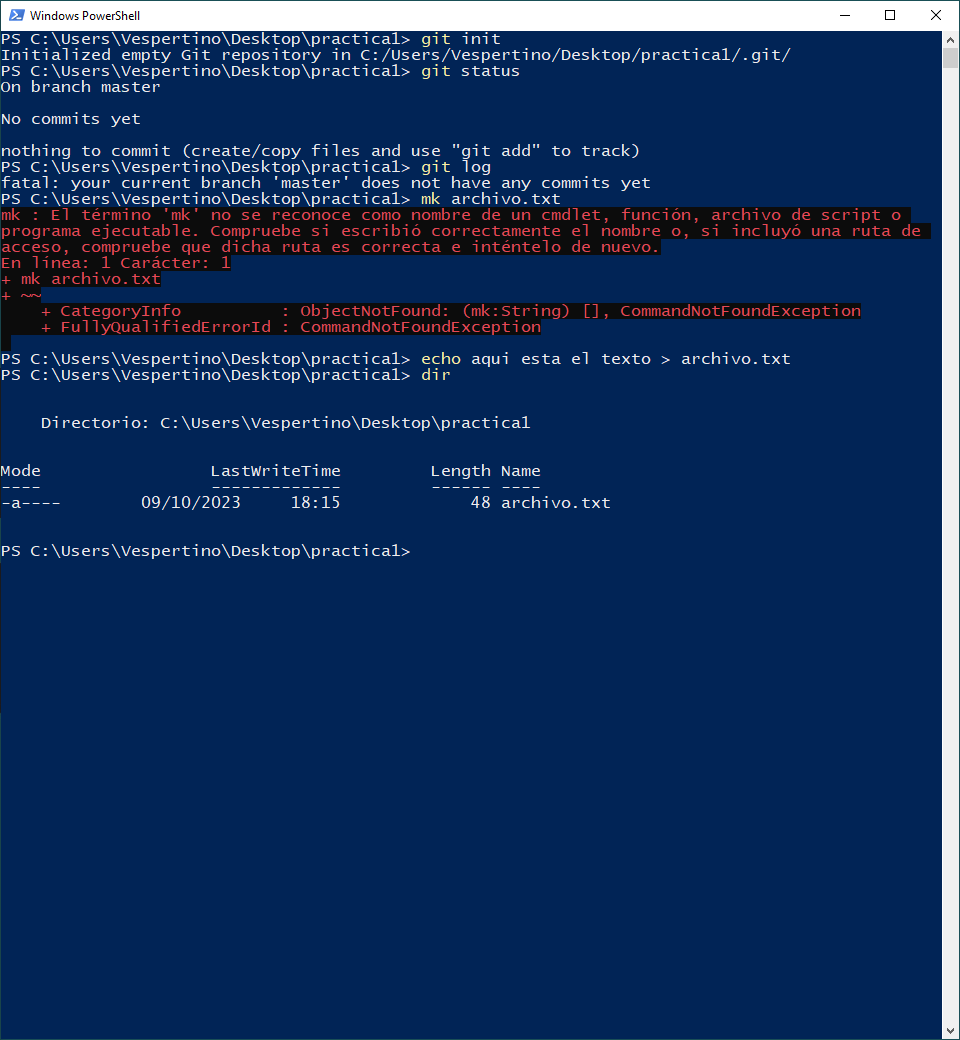 Windows PowerShell
PS C:\Users\Vespertino\Desktop\practica1> git init
Initialized empty Git repository in C:/Users/Vespertino/Desktop/practica1/.git/
PS C:\Users\Vespertino\Desktop\practica1> git status
On branch master
No commits yet
nothing to commit (create/copy files and use "git add" to track)
PS C:\Users\Vespertino\Desktop\practica1> git log
fatal: your current branch 'master' does not have any commits yet
PS C:\Users\Vespertino\Desktop\practica1> mk archivo.txt
mk : El término 'mk' no se reconoce como nombre de un cmdlet, función, archivo de script o
programa ejecutable. Compruebe si escribió correctamente el nombre o, si incluyó una ruta de
acceso, compruebe que dicha ruta es correcta e inténtelo de nuevo.
En línea: 1 Carácter: 1
+ mk archivo.txt
+ ~~
    + CategoryInfo          : ObjectNotFound: (mk:String) [], CommandNotFoundException
    + FullyQualifiedErrorId : CommandNotFoundException
PS C:\Users\Vespertino\Desktop\practica1> echo aqui esta el texto > archivo.txt
PS C:\Users\Vespertino\Desktop\practica1> dir
    Directorio: C:\Users\Vespertino\Desktop\practica1
Mode                 LastWriteTime         Length Name
----                 -------------         ------ ----
-a----        09/10/2023     18:15             48 archivo.txt
PS C:\Users\Vespertino\Desktop\practica1>